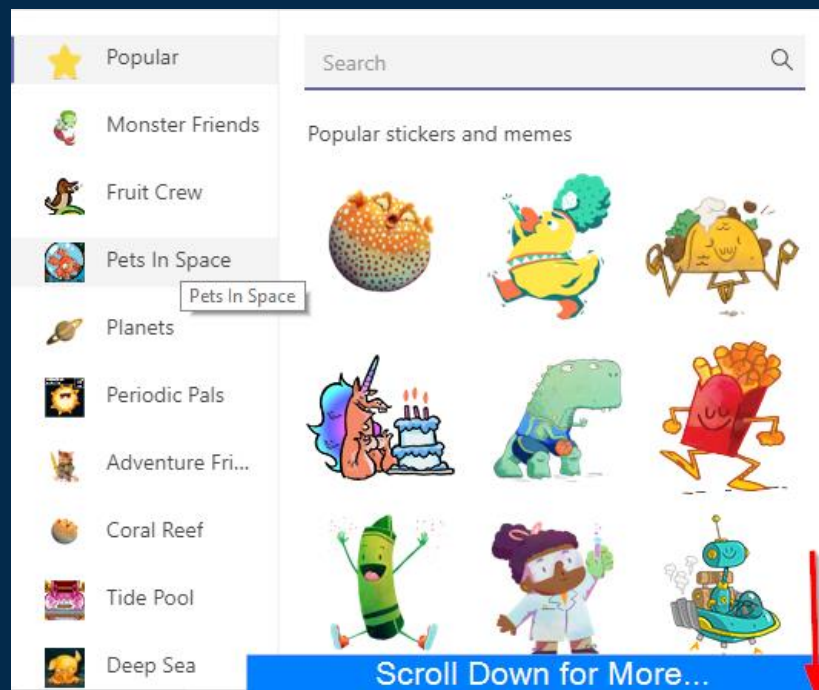 Popular
Monster Friends
Fruit Crew
Pets In Space
Pets In Space
Planets
Periodic Pals
Adventure Fri...
Coral Reef
Tide Pool
Deep Sea
Search
Popular stickers and memes
Scroll Down for More...